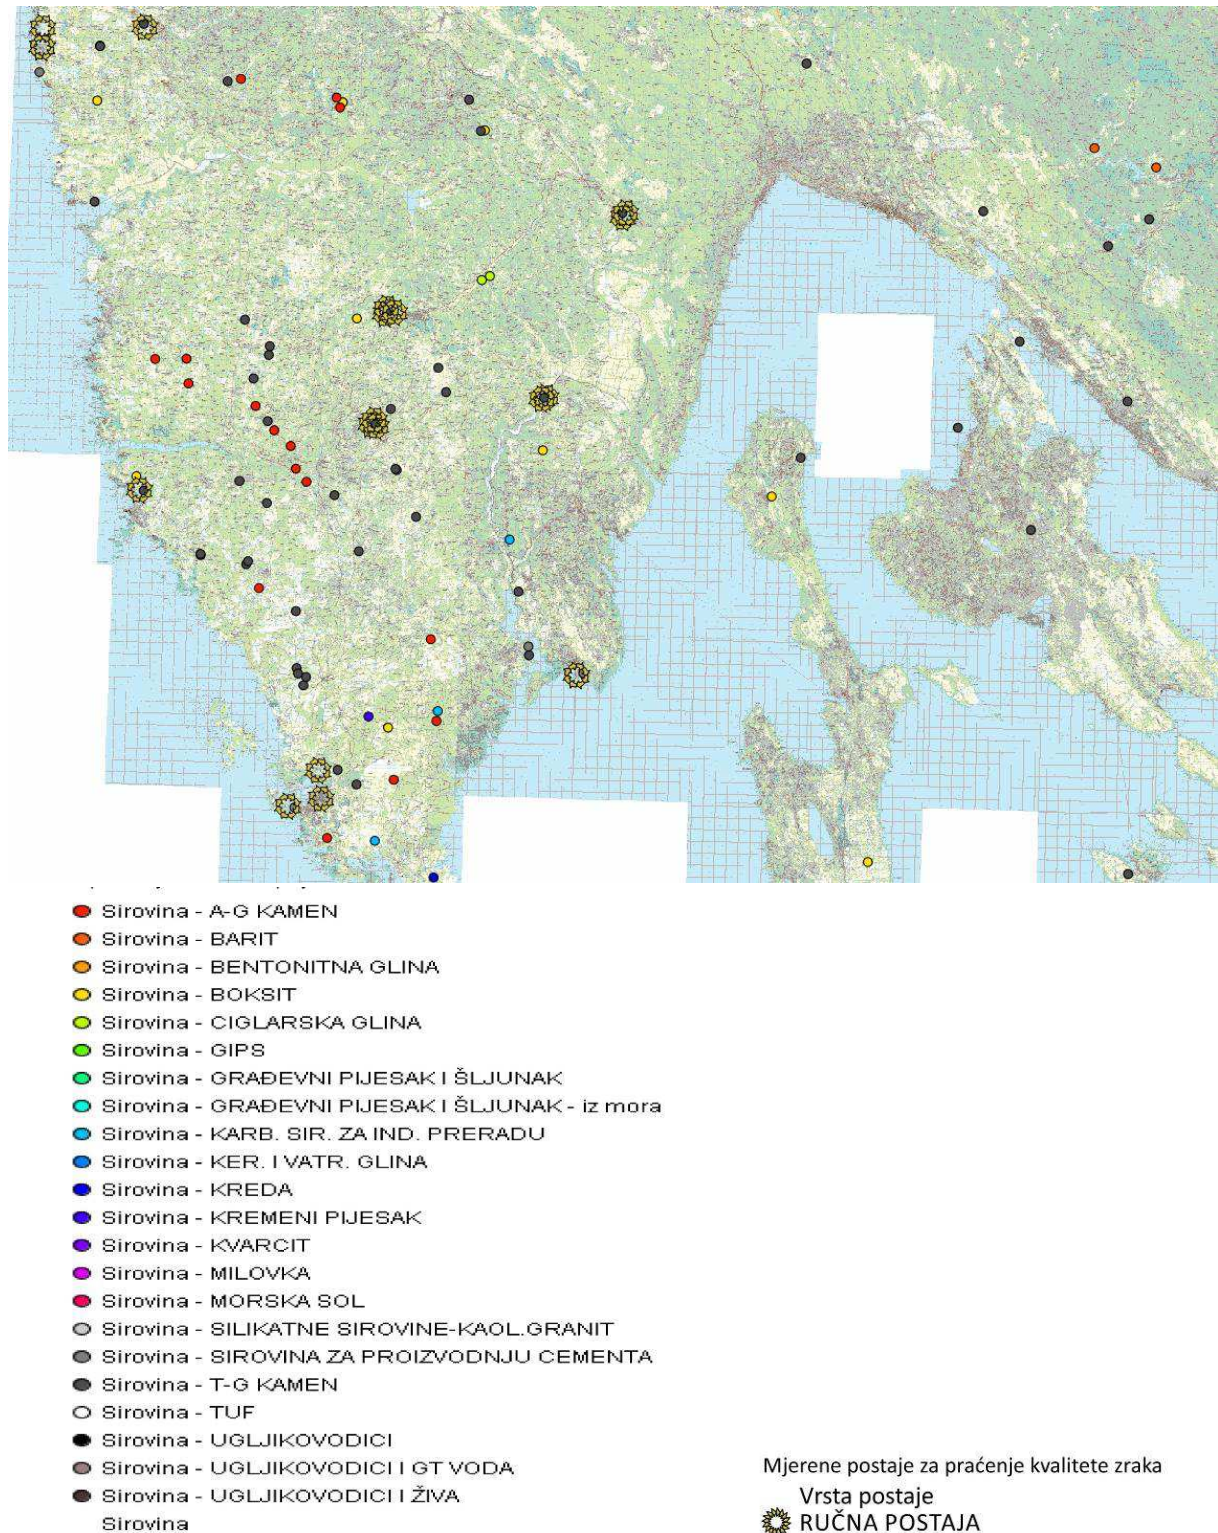 Sirovina - A-G KAMEN
Sirovina - BARIT
Sirovina - BENTONITNA GLINA
Sirovina - BOKSIT
Sirovina - CIGLARSKA GLINA
Sirovina - GIPS
Sirovina - GRAĐEVNI PIJESAK I ŠLJUNAK
Sirovina - GRAĐEVNI PIJESAK I ŠLJUNAK - iz mora
Sirovina - KARB. SIR. ZA IND. PRERADU
Sirovina - KER. I VATR. GLINA
Sirovina - KREDA
Sirovina - KREMENI PIJESAK
Sirovina - KVARCIT
Sirovina - MILOVKA
Sirovina - MORSKA SOL
Sirovina - SILIKATNE SIROVINE-KAOL.GRANIT
Sirovina - SIROVINA ZA PROIZVODNJU CEMENTA
Sirovina - T-G KAMEN
Sirovina - TUF
Sirovina - UGLJIKOVODICI
Sirovina - UGLJIKOVODICI I GT VODA
Sirovina - UGLJIKOVODICI I ŽIVA
Sirovina
Mjerene postaje za praćenje kvalitete zraka
Vrsta postaje
RUČNA POSTAJA